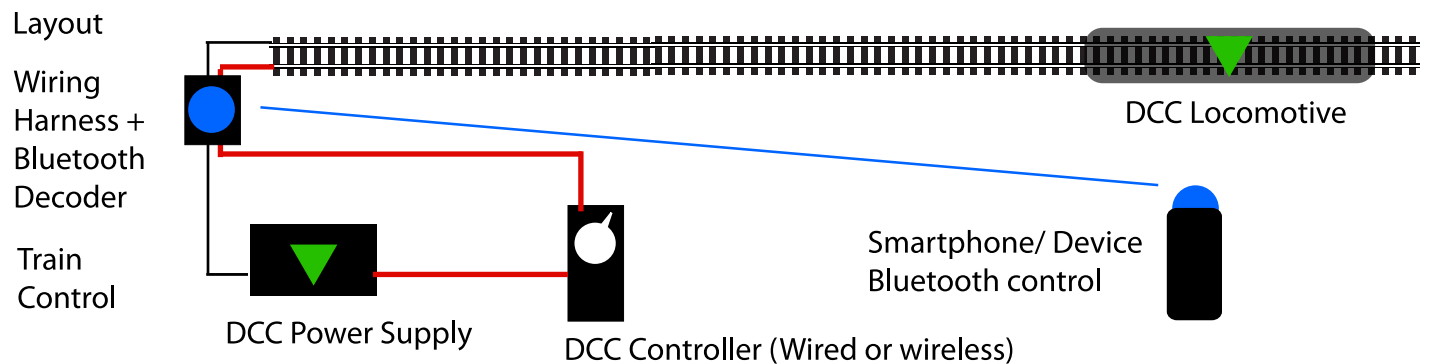 Layout
Wiring
Harness +
Bluetooth
Decoder
DCC Locomotive
Train
Control
Smartphone/ Device
Bluetooth control
DCC Power Supply
DCC Controller (Wired or wireless)